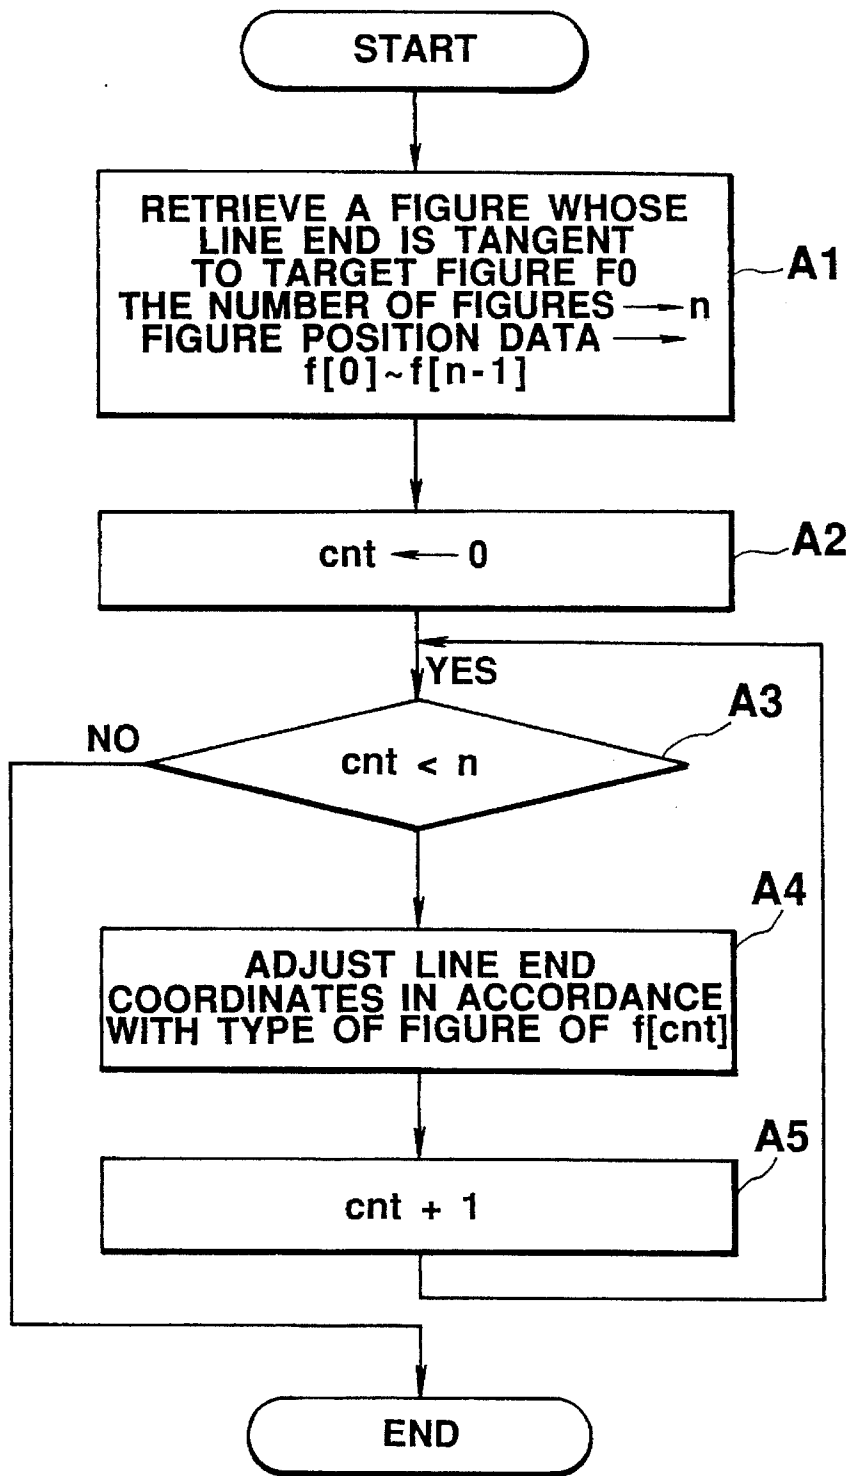 START
RETRIEVE A FIGURE WHOSE
LINE END IS TANGENT
TO TARGET FIGURE F0
THE NUMBER OF FIGURES → n
FIGURE POSITION DATA →
f[0]~f[n-1]
A1
cnt ← 0
A2
YES
A3
NO
cnt < n
A4
ADJUST LINE END
COORDINATES IN ACCORDANCE
WITH TYPE OF FIGURE OF f[cnt]
A5
cnt + 1
END